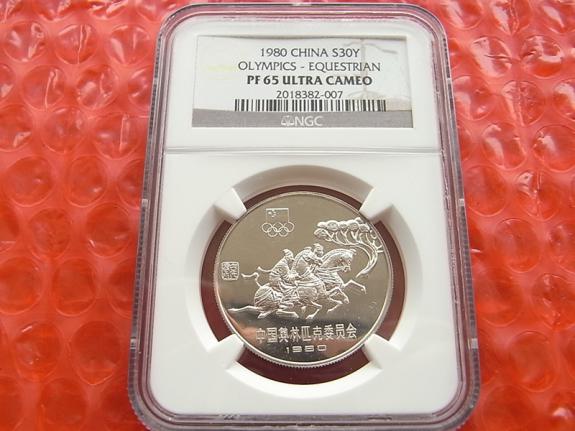 1980 CHINA S30Y
OLYMPICS - EQUESTRIAN
PF 65 ULTRA CAMEO
2018382-007
NGC
中国奥林匹克委员会
1980